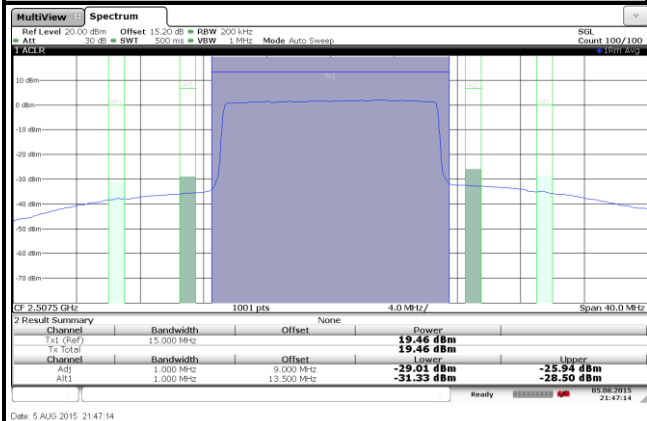 MultiView Spectrum
Ref Level 20.00 dBm Offset 15.20 dB RBW 200 kHz SGL
Att 30 dB SWT 500 ms VBW 1 MHz Mode Auto Sweep Count 100/100
1 ACLR 1Rm Avg
Tx1
10 dBm
0 dBm
-10 dBm
-20 dBm
-30 dBm
-40 dBm
-50 dBm
-60 dBm
-70 dBm
CF 2.5075 GHz 1001 pts 4.0 MHz/ Span 40.0 MHz
2 Result Summary None
Channel Bandwidth Offset Power
Tx1 (Ref) 15.000 MHz 19.46 dBm
Tx Total 19.46 dBm
Channel Bandwidth Offset Lower Upper
Adj 1.000 MHz 9.000 MHz -29.01 dBm -25.94 dBm
Alt1 1.000 MHz 13.500 MHz -31.33 dBm -28.50 dBm
Ready 05.08.2015
21:47:14
Date: 5.AUG.2015 21:47:14